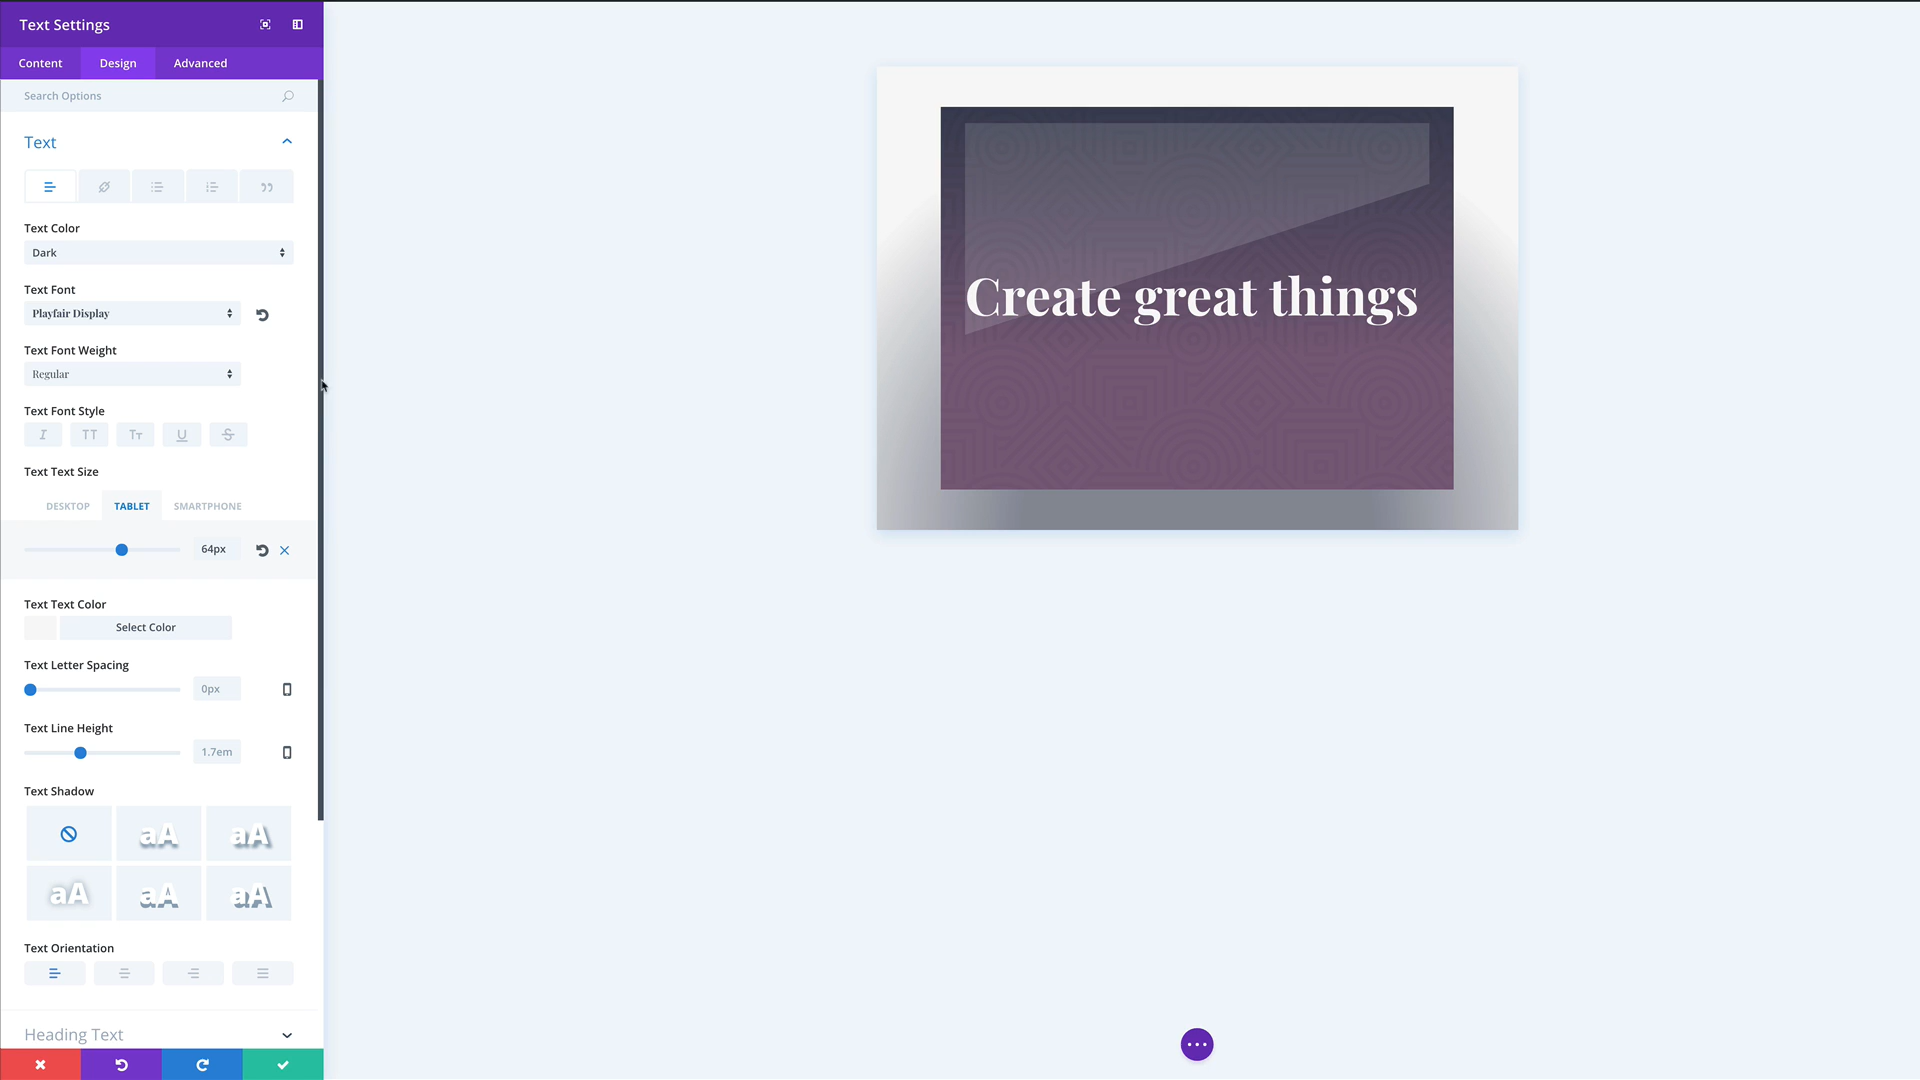 Text Settings
Content Design Advanced
Search Options
Text
Text Color
Dark
Text Font
Playfair Display
Text Font Weight
Regular
Text Font Style
I TT Tт U S
Text Text Size
DESKTOP TABLET SMARTPHONE
64px
Text Text Color
Select Color
Text Letter Spacing
0px
Text Line Height
1.7em
Text Shadow
aA aA
aA aA aA
Text Orientation
Heading Text
Create great things